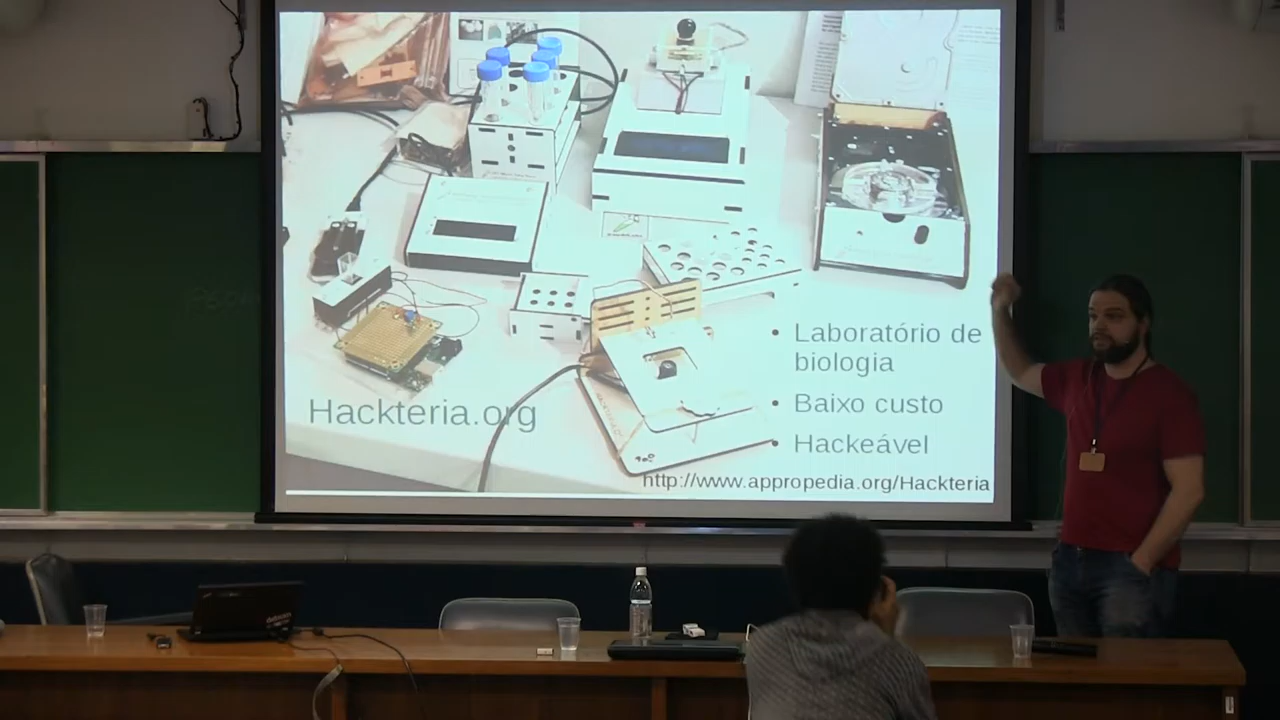 Hackteria.org
• Laboratório de
biologia
• Baixo custo
• Hackeável
http://www.appropedia.org/Hackteria